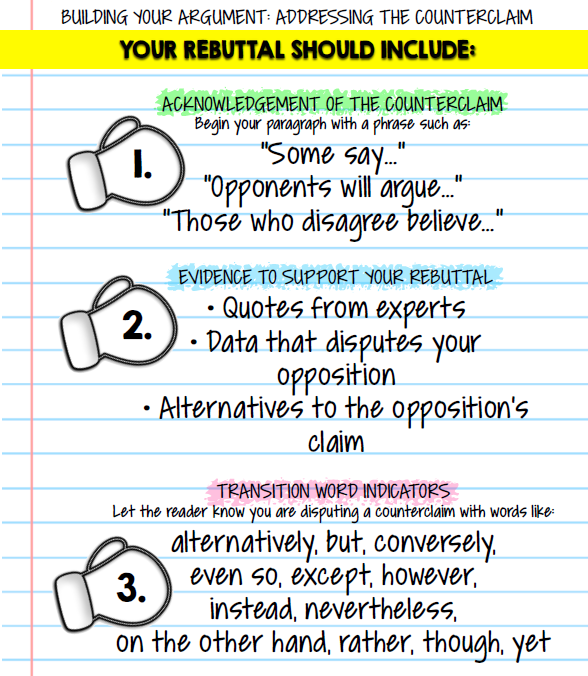 BUILDING YOUR ARGUMENT: ADDRESSING THE COUNTERCLAIM
YOUR REBUTTAL SHOULD INCLUDE:
ACKNOWLEDGEMENT OF THE COUNTERCLAIM
Begin your paragraph with a phrase such as:
1.
"Some say..."
"Opponents will argue..."
"Those who disagree believe..."
EVIDENCE TO SUPPORT YOUR REBUTTAL
2.
• Quotes from experts
• Data that disputes your
opposition
• Alternatives to the opposition's
claim
TRANSITION WORD INDICATORS
Let the reader know you are disputing a counterclaim with words like:
3.
alternatively, but, conversely,
even so, except, however,
instead, nevertheless,
on the other hand, rather, though, yet